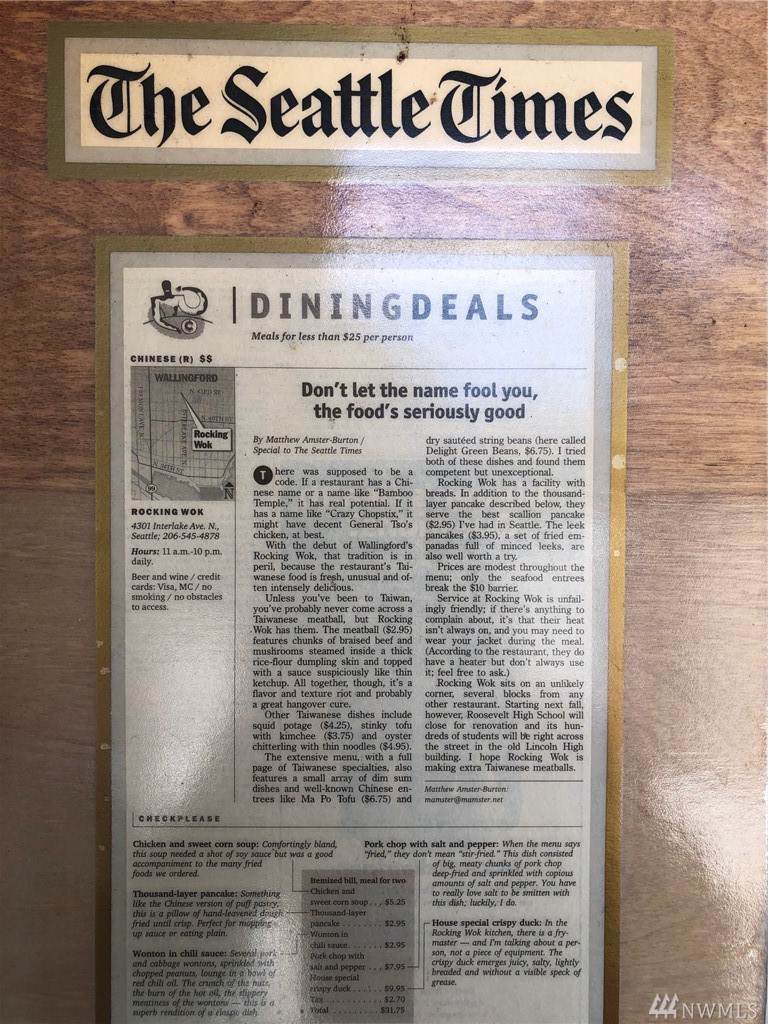 The Seattle Times
DININGDEALS
Meals for less than $25 per person
CHINESE (R) $$
WALLINGFORD
Rocking
Wok
99
N
ROCKING WOK
4301 Interlake Ave. N.,
Seattle; 206-545-4878
Hours: 11 a.m.-10 p.m.
daily.
Beer and wine / credit
cards: Visa, MC / no
smoking / no obstacles
to access.
Don't let the name fool you,
the food's seriously good
By Matthew Amster-Burton /
Special to The Seattle Times
There was supposed to be a
code. If a restaurant has a Chi-
nese name or a name like "Bamboo
Temple," it has real potential. If it
has a name like "Crazy Chopstix," it
might have decent General Tso's
chicken, at best.
With the debut of Wallingford's
Rocking Wok, that tradition is in
peril, because the restaurant's Tai-
wanese food is fresh, unusual and of-
ten intensely delicious.
Unless you've been to Taiwan,
you've probably never come across a
Taiwanese meatball, but Rocking
Wok has them. The meatball ($2.95)
features chunks of braised beef and
mushrooms steamed inside a thick
rice-flour dumpling skin and topped
with a sauce suspiciously like thin
ketchup. All together, though, it's a
flavor and texture riot and probably
a great hangover cure.
Other Taiwanese dishes include
squid potage ($4.25), stinky tofu
with kimchee ($3.75) and oyster
chitterling with thin noodles ($4.95).
The extensive menu, with a full
page of Taiwanese specialties, also
features a small array of dim sum
dishes and well-known Chinese en-
trees like Ma Po Tofu ($6.75) and
dry sautéed string beans (here called
Delight Green Beans, $6.75). I tried
both of these dishes and found them
competent but unexceptional.
Rocking Wok has a facility with
breads. In addition to the thousand-
layer pancake described below, they
serve the best scallion pancake
($2.95) I've had in Seattle. The leek
pancakes ($3.95), a set of fried em-
panadas full of minced leeks, are
also well worth a try.
Prices are modest throughout the
menu; only the seafood entrees
break the $10 barrier.
Service at Rocking Wok is unfail-
ingly friendly; if there's anything to
complain about, it's that their heat
isn't always on, and you may need to
wear your jacket during the meal.
(According to the restaurant, they do
have a heater but don't always use
it; feel free to ask.)
Rocking Wok sits on an unlikely
corner, several blocks from any
other restaurant. Starting next fall,
however, Roosevelt High School will
close for renovation and its hun-
dreds of students will be right across
the street in the old Lincoln High
building. I hope Rocking Wok is
making extra Taiwanese meatballs.
Matthew Amster-Burton:
mamster@mamster.net
CHECKPLEASE
Chicken and sweet corn soup: Comfortingly bland,
this soup needed a shot of soy sauce but was a good
accompaniment to the many fried
foods we ordered.
Thousand-layer pancake: Something
like the Chinese version of puff pastry,
this is a pillow of hand-leavened dough
fried until crisp. Perfect for mopping
up sauce or eating plain.
Wonton in chili sauce: Several pork
and cabbage wontons, sprinkled with
chopped peanuts, lounge in a bowl of
red chili oil. The crunch of the nuts,
the burn of the hot oil, the slippery
meatiness of the wontons — this is a
superb rendition of a classic dish.
Itemized bill, meal for two
Chicken and
sweet corn soup . . . $5.25
Thousand-layer
pancake . . . . . . . . . $2.95
Wonton in
chili sauce. . . . . . . . $2.95
Pork chop with
salt and pepper . . . $7.95
House special
crispy duck . . . . . . $9.95
Tax . . . . . . . . . . . $2.70
Total . . . . . . . . . . $31.75
Pork chop with salt and pepper: When the menu says
"fried," they don't mean "stir-fried." This dish consisted
of big, meaty chunks of pork chop
deep-fried and sprinkled with copious
amounts of salt and pepper. You have
to really love salt to be smitten with
this dish; luckily, I do.
House special crispy duck: In the
Rocking Wok kitchen, there is a fry-
master — and I'm talking about a per-
son, not a piece of equipment. The
crispy duck emerges juicy, salty, lightly
breaded and without a visible speck of
grease.
NWMLS